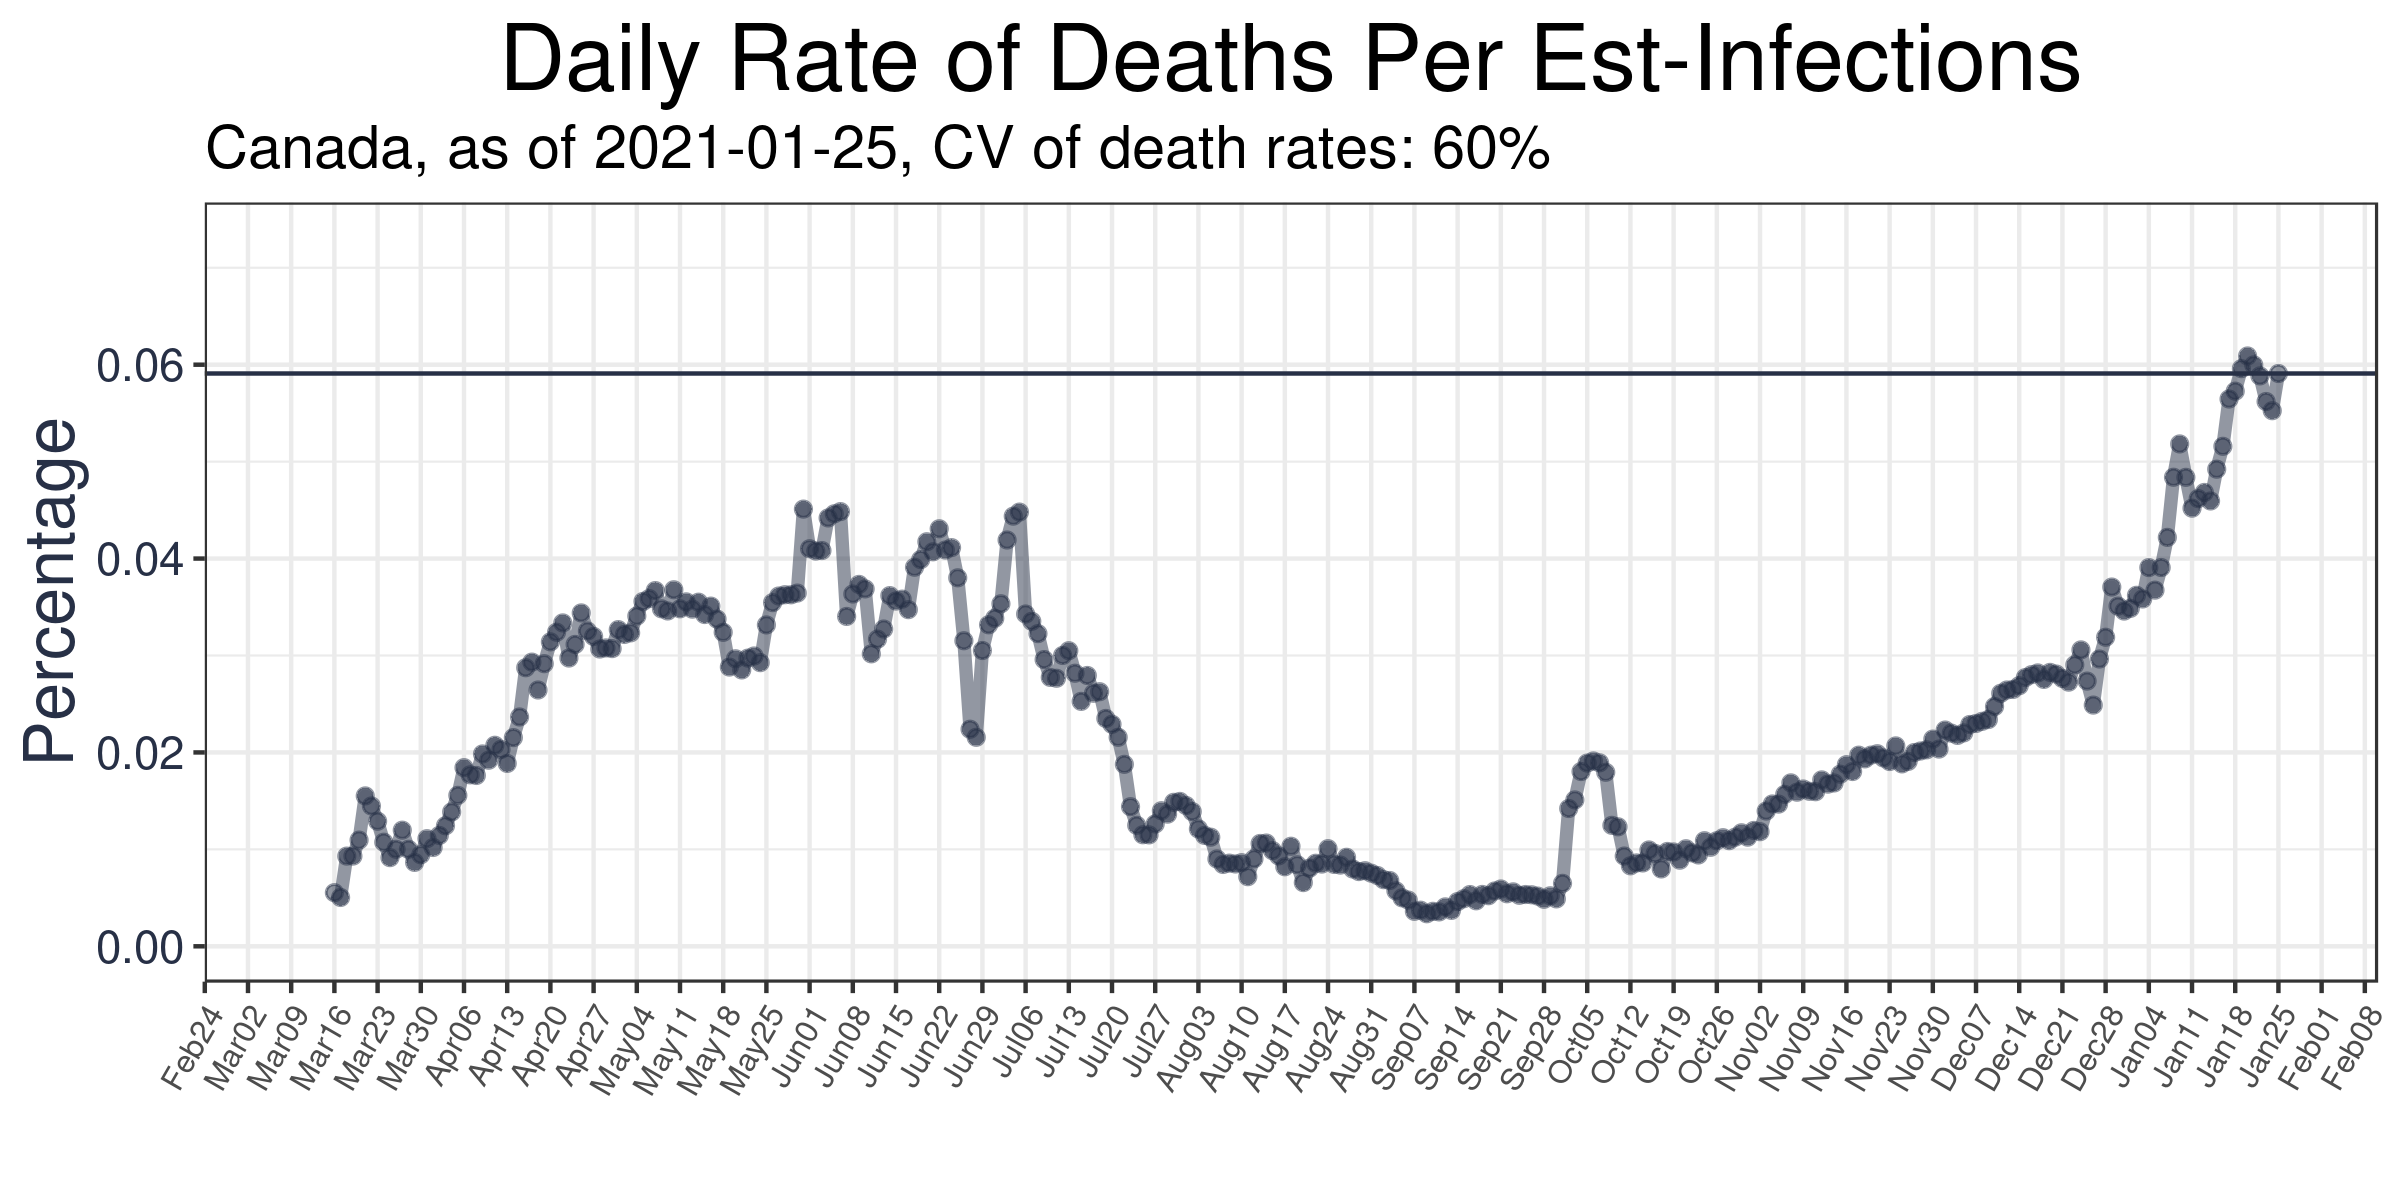 Daily Rate of Deaths Per Est-Infections
Canada, as of 2021-01-25, CV of death rates: 60%
Percentage
0.06
0.04
0.02
0.00
Feb24
Mar02
Mar09
Mar16
Mar23
Mar30
Apr06
Apr13
Apr20
Apr27
May04
May11
May18
May25
Jun01
Jun08
Jun15
Jun22
Jun29
Jul06
Jul13
Jul20
Jul27
Aug03
Aug10
Aug17
Aug24
Aug31
Sep07
Sep14
Sep21
Sep28
Oct05
Oct12
Oct19
Oct26
Nov02
Nov09
Nov16
Nov23
Nov30
Dec07
Dec14
Dec21
Dec28
Jan04
Jan11
Jan18
Jan25
Feb01
Feb08